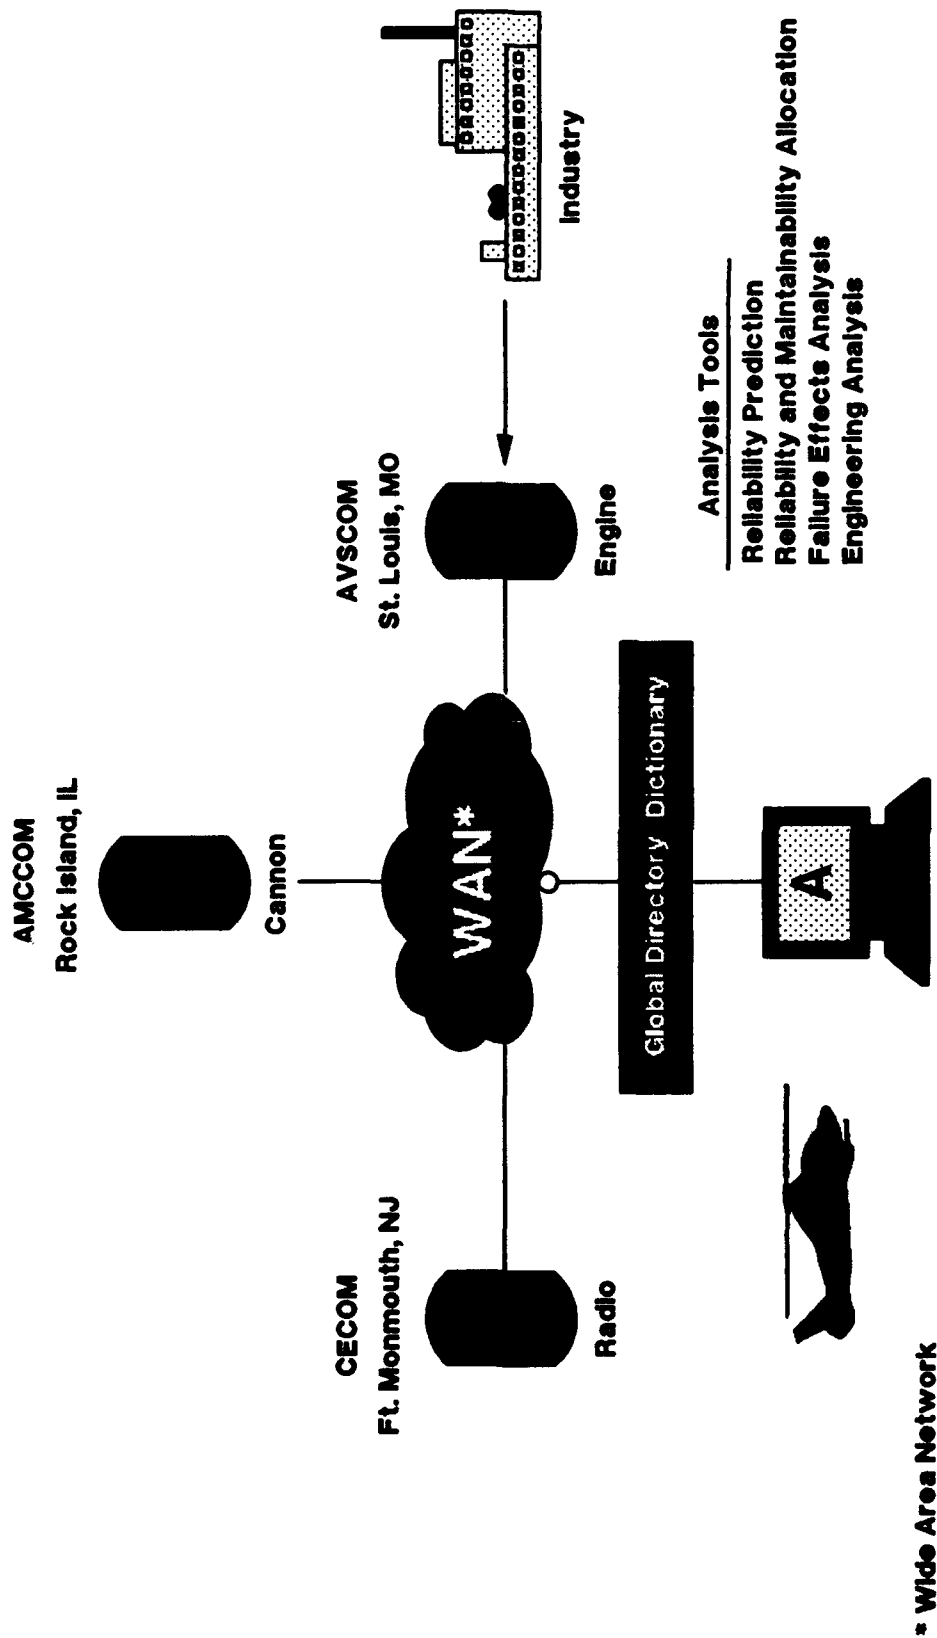 AMCCOM
Rock Island, IL
Cannon
CECOM
Ft. Monmouth, NJ
Radio
WAN*
AVSCOM
St. Louis, MO
Engine
Industry
Global Directory Dictionary
A
Analysis Tools
Reliability Prediction
Reliability and Maintainability Allocation
Failure Effects Analysis
Engineering Analysis
* Wide Area Network